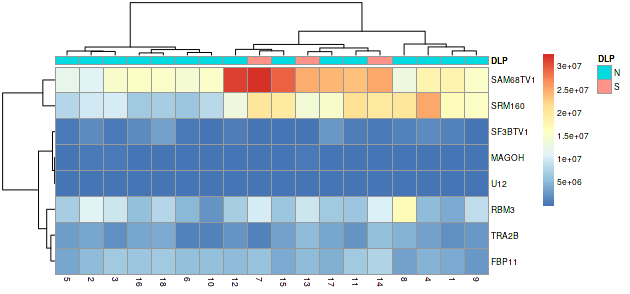 DLP
SAM68TV1
SRM160
SF3BTV1
MAGOH
U12
RBM3
TRA2B
FBP11
5 2 3 16 18 6 10 12 7 15 13 17 11 14 8 4 1 9
3e+07
2.5e+07
2e+07
1.5e+07
1e+07
5e+06
DLP
N
S